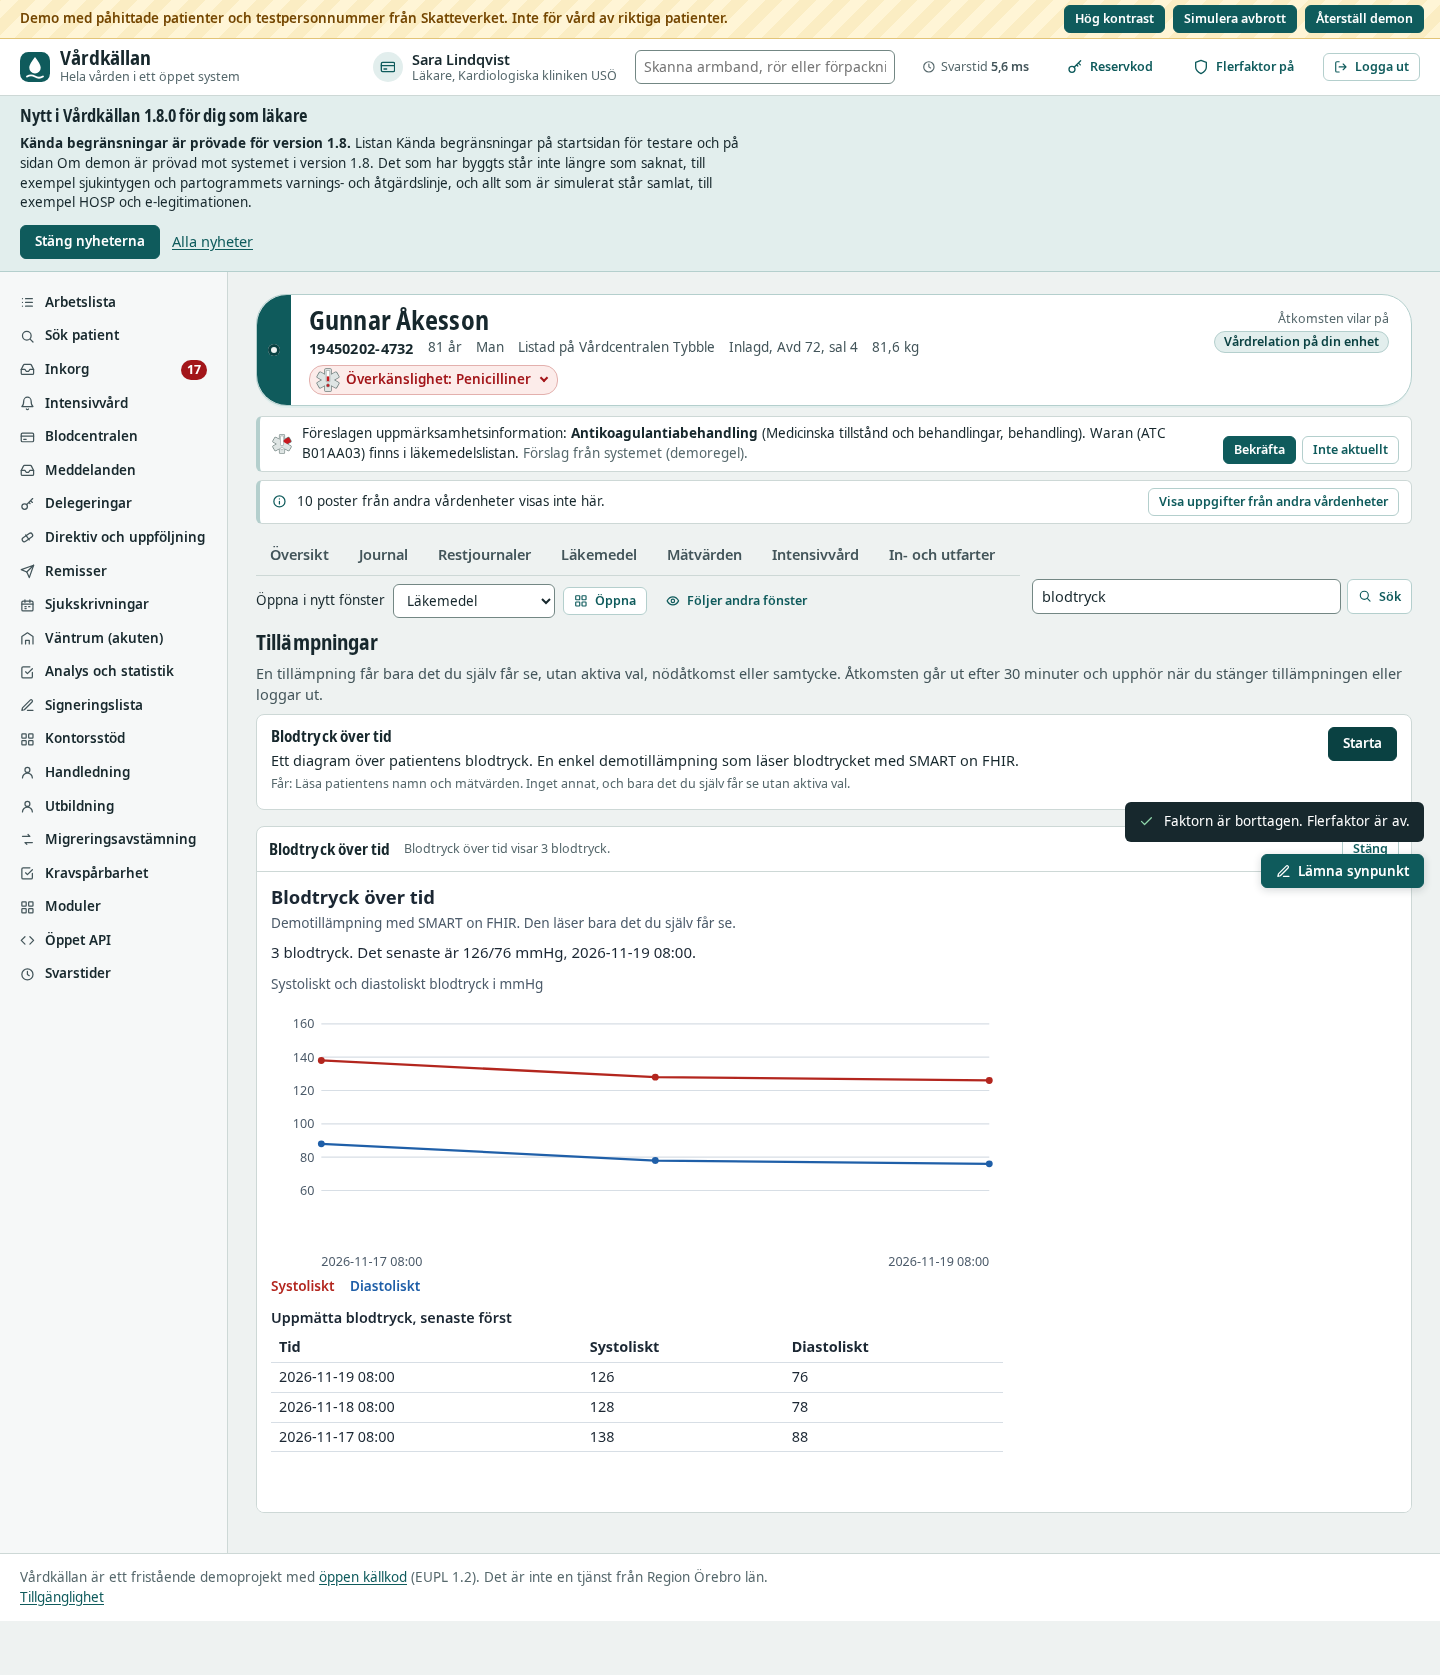 Demo med påhittade patienter och testpersonnummer från Skatteverket. Inte för vård av riktiga patienter.
Hög kontrast
Simulera avbrott
Återställ demon
Vårdkällan
Hela vården i ett öppet system
Sara Lindqvist
Läkare, Kardiologiska kliniken USÖ
Skanna armband, rör eller förpackni
Svarstid 5,6 ms
Reservkod
Flerfaktor på
Logga ut
Nytt i Vårdkällan 1.8.0 för dig som läkare
Kända begränsningar är prövade för version 1.8. Listan Kända begränsningar på startsidan för testare och på
sidan Om demon är prövad mot systemet i version 1.8. Det som har byggts står inte längre som saknat, till
exempel sjukintygen och partogrammets varnings- och åtgärdslinje, och allt som är simulerat står samlat, till
exempel HOSP och e-legitimationen.
Stäng nyheterna
Alla nyheter
Arbetslista
Sök patient
Inkorg
17
Intensivvård
Blodcentralen
Meddelanden
Delegeringar
Direktiv och uppföljning
Remisser
Sjukskrivningar
Väntrum (akuten)
Analys och statistik
Signeringslista
Kontorsstöd
Handledning
Utbildning
Migreringsavstämning
Kravspårbarhet
Moduler
Öppet API
Svarstider
Gunnar Åkesson
19450202-4732 81 år Man Listad på Vårdcentralen Tybble Inlagd, Avd 72, sal 4 81,6 kg
Överkänslighet: Penicilliner
Åtkomsten vilar på
Vårdrelation på din enhet
Föreslagen uppmärksamhetsinformation: Antikoagulantiabehandling (Medicinska tillstånd och behandlingar, behandling). Waran (ATC
B01AA03) finns i läkemedelslistan. Förslag från systemet (demoregel).
Bekräfta
Inte aktuellt
10 poster från andra vårdenheter visas inte här.
Visa uppgifter från andra vårdenheter
Översikt
Journal
Restjournaler
Läkemedel
Mätvärden
Intensivvård
In- och utfarter
Öppna i nytt fönster
Läkemedel
Öppna
Följer andra fönster
blodtryck
Sök
Tillämpningar
En tillämpning får bara det du själv får se, utan aktiva val, nödåtkomst eller samtycke. Åtkomsten går ut efter 30 minuter och upphör när du stänger tillämpningen eller
loggar ut.
Blodtryck över tid
Ett diagram över patientens blodtryck. En enkel demotillämpning som läser blodtrycket med SMART on FHIR.
Får: Läsa patientens namn och mätvärden. Inget annat, och bara det du själv får se utan aktiva val.
Starta
Faktorn är borttagen. Flerfaktor är av.
Blodtryck över tid
Blodtryck över tid visar 3 blodtryck.
Stäng
Lämna synpunkt
Blodtryck över tid
Demotillämpning med SMART on FHIR. Den läser bara det du själv får se.
3 blodtryck. Det senaste är 126/76 mmHg, 2026-11-19 08:00.
Systoliskt och diastoliskt blodtryck i mmHg
160
140
120
100
80
60
2026-11-17 08:00
2026-11-19 08:00
Systoliskt
Diastoliskt
Uppmätta blodtryck, senaste först
Tid Systoliskt Diastoliskt
2026-11-19 08:00 126 76
2026-11-18 08:00 128 78
2026-11-17 08:00 138 88
Vårdkällan är ett fristående demoprojekt med öppen källkod (EUPL 1.2). Det är inte en tjänst från Region Örebro län.
Tillgänglighet